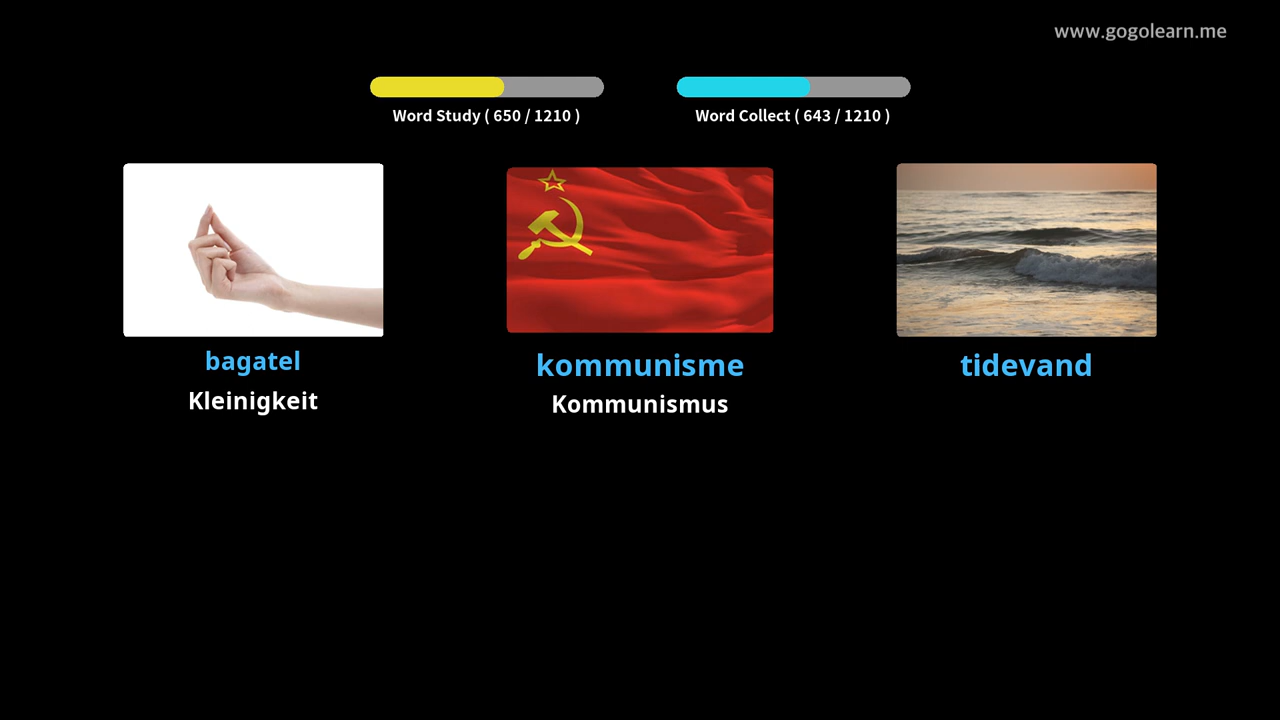 www.gogolearn.me
Word Study ( 650 / 1210 )
Word Collect ( 643 / 1210 )
bagatel
Kleinigkeit
kommunisme
Kommunismus
tidevand